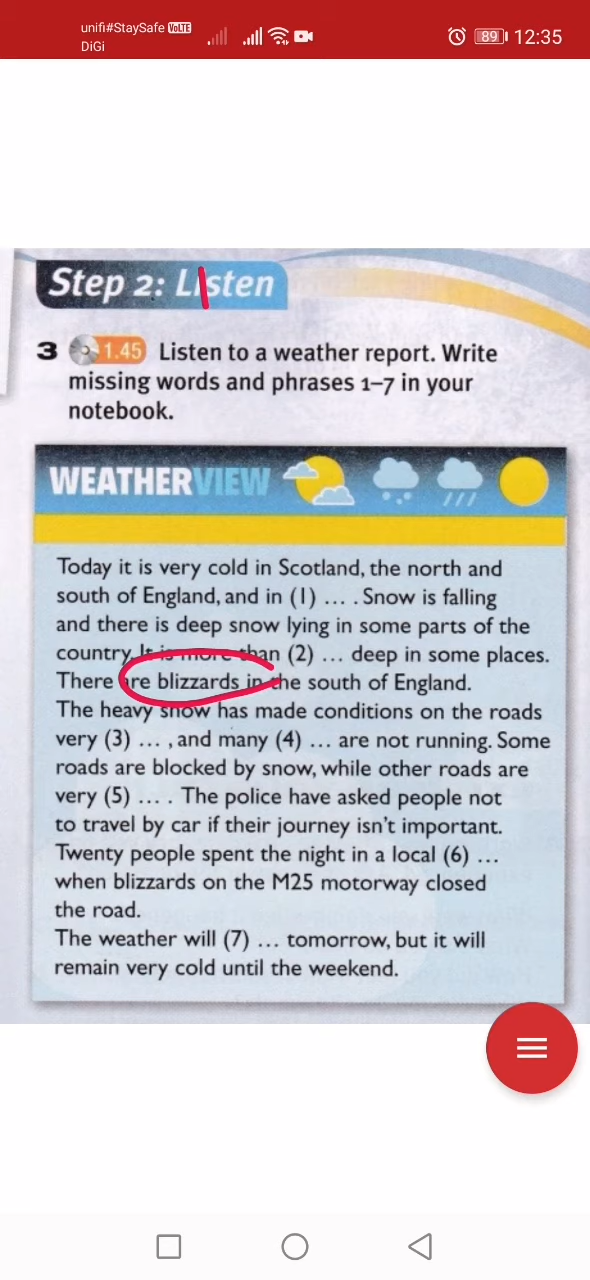 unifi#StaySafe VoLTE
DiGi
89 12:35
Step 2: Listen
3 1.45 Listen to a weather report. Write
missing words and phrases 1–7 in your
notebook.
WEATHERVIEW
Today it is very cold in Scotland, the north and
south of England, and in (1) … . Snow is falling
and there is deep snow lying in some parts of the
country. It is more than (2) … deep in some places.
There are blizzards in the south of England.
The heavy snow has made conditions on the roads
very (3) … , and many (4) … are not running. Some
roads are blocked by snow, while other roads are
very (5) … . The police have asked people not
to travel by car if their journey isn't important.
Twenty people spent the night in a local (6) …
when blizzards on the M25 motorway closed
the road.
The weather will (7) … tomorrow, but it will
remain very cold until the weekend.